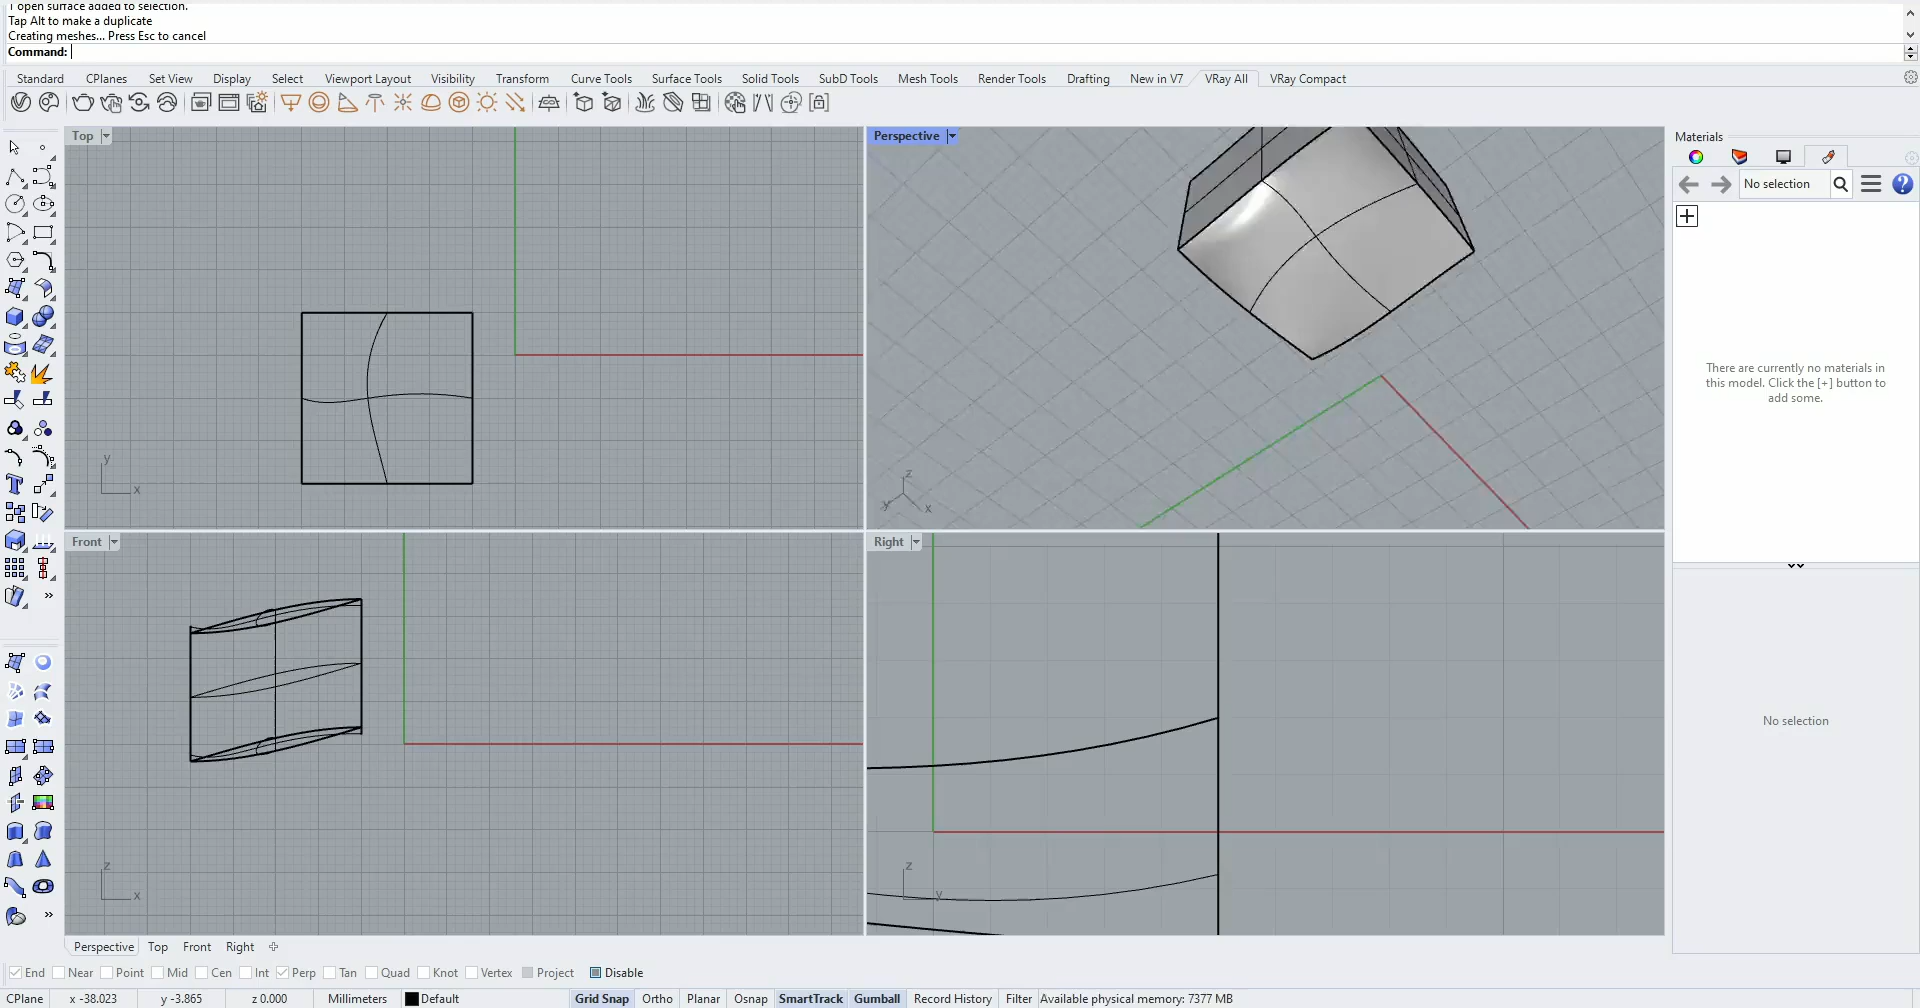 1 open surface added to selection.
Tap Alt to make a duplicate
Creating meshes... Press Esc to cancel
Command:
Standard CPlanes Set View Display Select Viewport Layout Visibility Transform Curve Tools Surface Tools Solid Tools SubD Tools Mesh Tools Render Tools Drafting New in V7 VRay All VRay Compact
Top
Perspective
Materials
No selection
There are currently no materials in
this model. Click the [+] button to
add some.
y
x
z
y
x
Front
Right
No selection
z
x
z
y
Perspective Top Front Right
End Near Point Mid Cen Int Perp Tan Quad Knot Vertex Project Disable
CPlane x -38.023 y -3.865 z 0.000 Millimeters Default Grid Snap Ortho Planar Osnap SmartTrack Gumball Record History Filter Available physical memory: 7377 MB